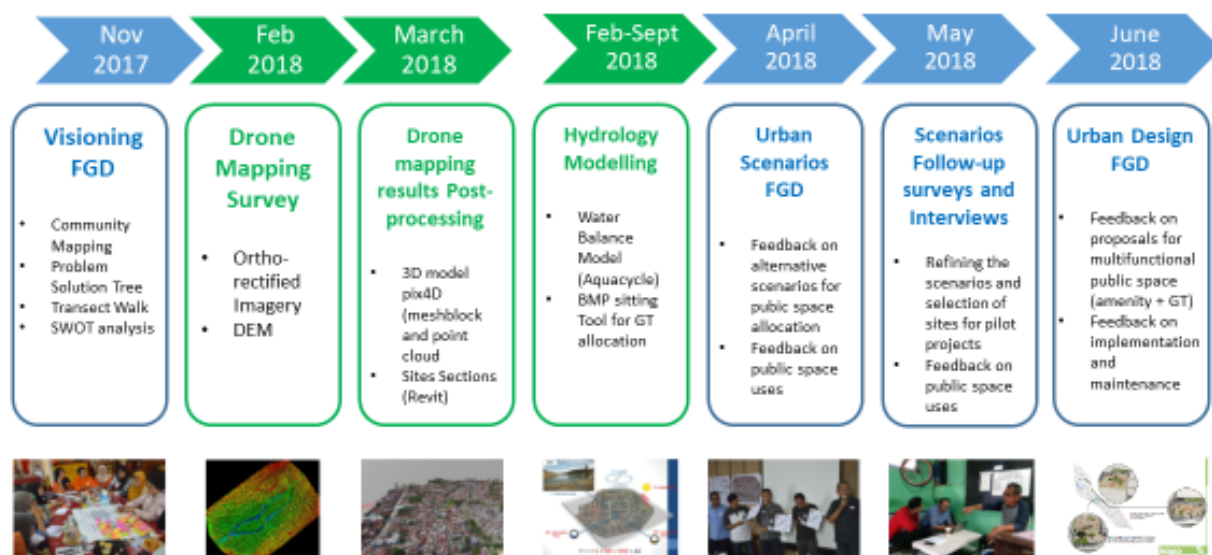 Nov
2017
Feb
2018
March
2018
Feb-Sept
2018
April
2018
May
2018
June
2018
Visioning
FGD
• Community
Mapping
• Problem
Solution Tree
• Transect Walk
• SWOT analysis
Drone
Mapping
Survey
• Ortho-
rectified
Imagery
• DEM
Drone
mapping
results Post-
processing
• 3D model
pix4D
(meshblock
and point
cloud
• Sites Sections
(Revit)
Hydrology
Modelling
• Water
Balance
Model
(Aquacycle)
• BMP sitting
Tool for GT
allocation
Urban
Scenarios
FGD
• Feedback on
alternative
scenarios for
pubic space
allocation
• Feedback on
public space
uses
Scenarios
Follow-up
surveys and
Interviews
• Refining the
scenarios and
selection of
sites for pilot
projects
• Feedback on
public space
uses
Urban Design
FGD
• Feedback on
proposals for
multifunctional
public space
(amenity + GT)
• Feedback on
implementation
and
maintenance